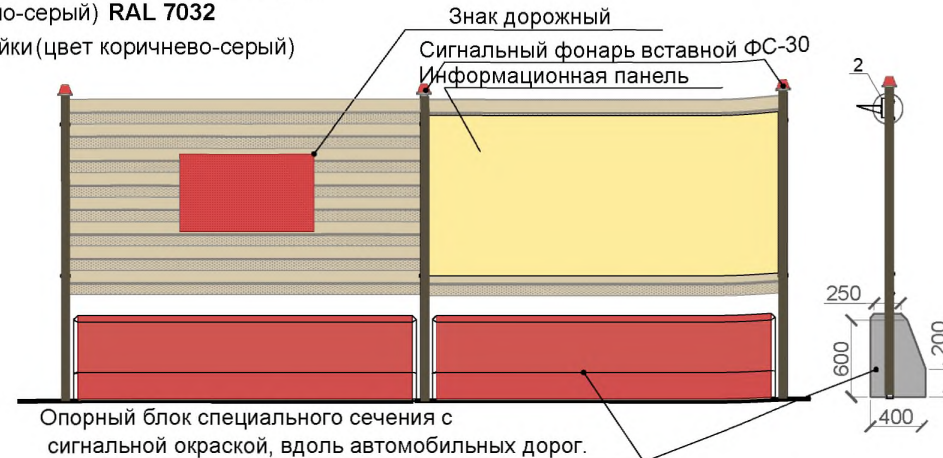 но-серый) RAL 7032
йки (цвет коричнево-серый)
Знак дорожный
Сигнальный фонарь вставной ФС-30
Информационная панель
2
250
600
200
400
Опорный блок специального сечения с
сигнальной окраской, вдоль автомобильных дорог.